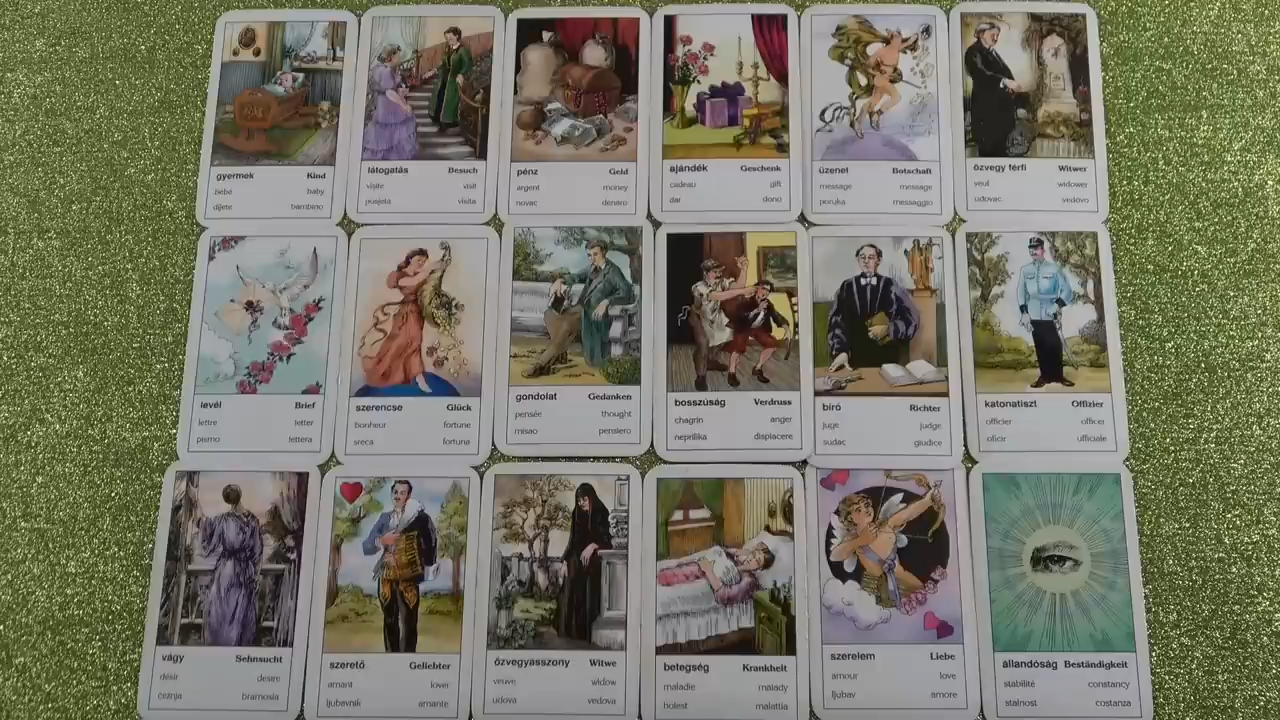 gyermek Kind
bébé baby
dijete bambino
látogatás Besuch
visite visit
posjeta visita
pénz Geld
argent money
novac denaro
ajándék Geschenk
cadeau gift
dar dono
üzenet Botschaft
message message
poruka messaggio
özvegy férfi Witwer
veuf widower
udovac vedovo
levél Brief
lettre letter
pismo lettera
szerencse Glück
bonheur fortune
sreca fortuna
gondolat Gedanken
pensée thought
misao pensiero
bosszúság Verdruss
chagrin anger
neprilika displacere
bíró Richter
juge judge
sudac giudice
katonatiszt Offizier
officier officer
oficir ufficiale
vágy Sehnsucht
désir desire
čežnja bramosia
szerető Geliebter
amant lover
ljubavnik amante
özvegyasszony Witwe
veuve widow
udova vedova
betegség Krankheit
maladie malady
bolest malattia
szerelem Liebe
amour love
ljubav amore
állandóság Beständigkeit
stabilité constancy
stalnost costanza